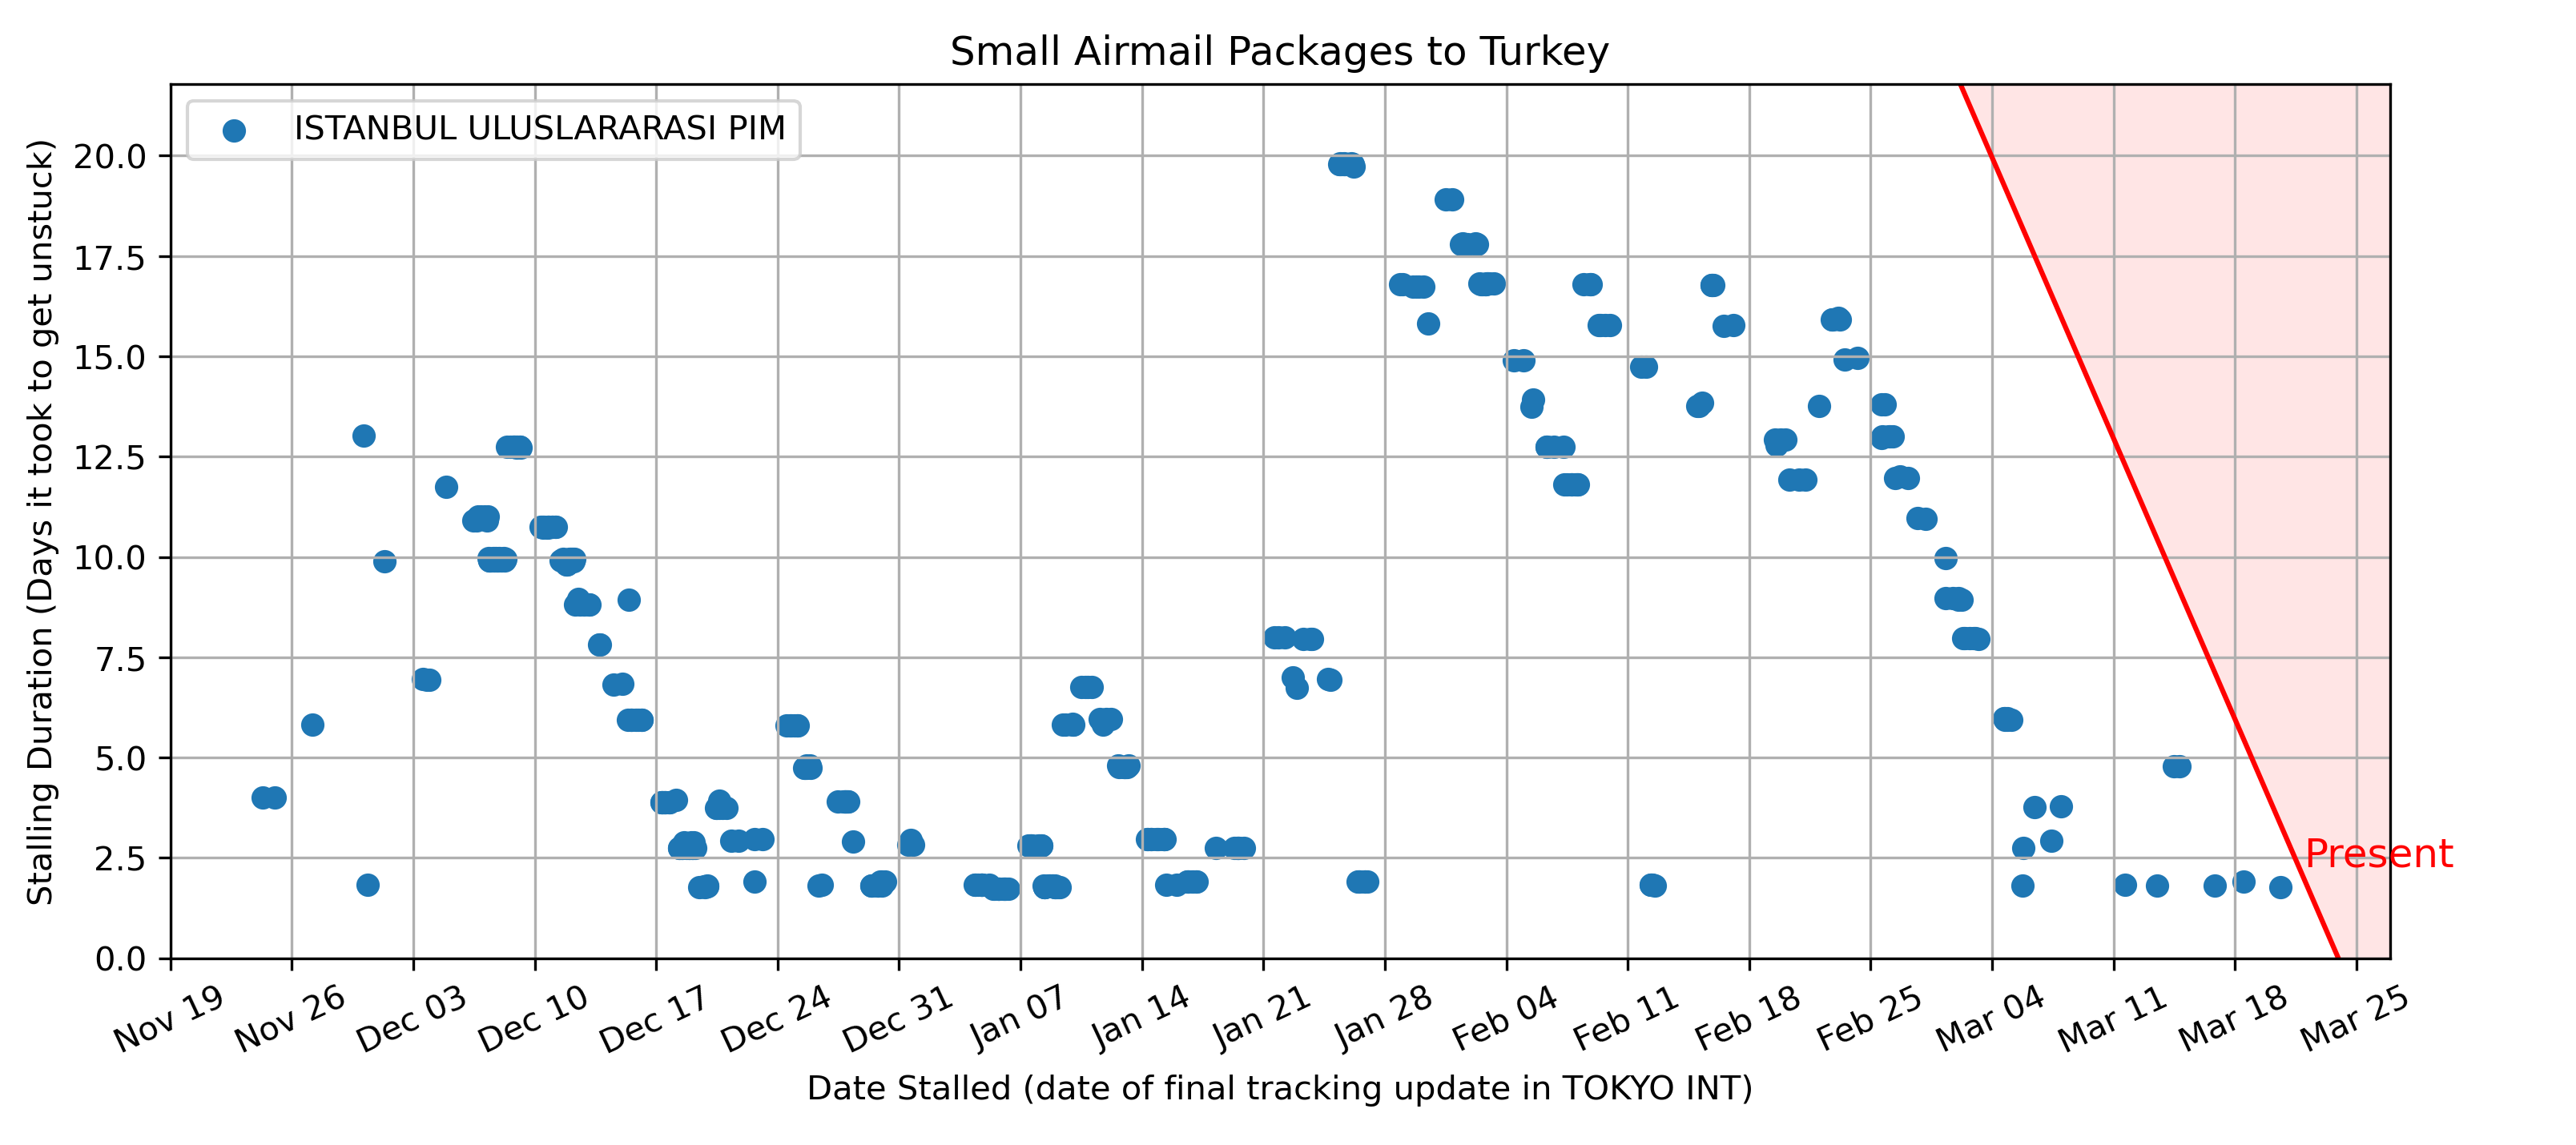 Small Airmail Packages to Turkey
ISTANBUL ULUSLARARASI PIM
Stalling Duration (Days it took to get unstuck)
20.0
17.5
15.0
12.5
10.0
7.5
5.0
2.5
0.0
Present
Nov 19
Nov 26
Dec 03
Dec 10
Dec 17
Dec 24
Dec 31
Jan 07
Jan 14
Jan 21
Jan 28
Feb 04
Feb 11
Feb 18
Feb 25
Mar 04
Mar 11
Mar 18
Mar 25
Date Stalled (date of final tracking update in TOKYO INT)